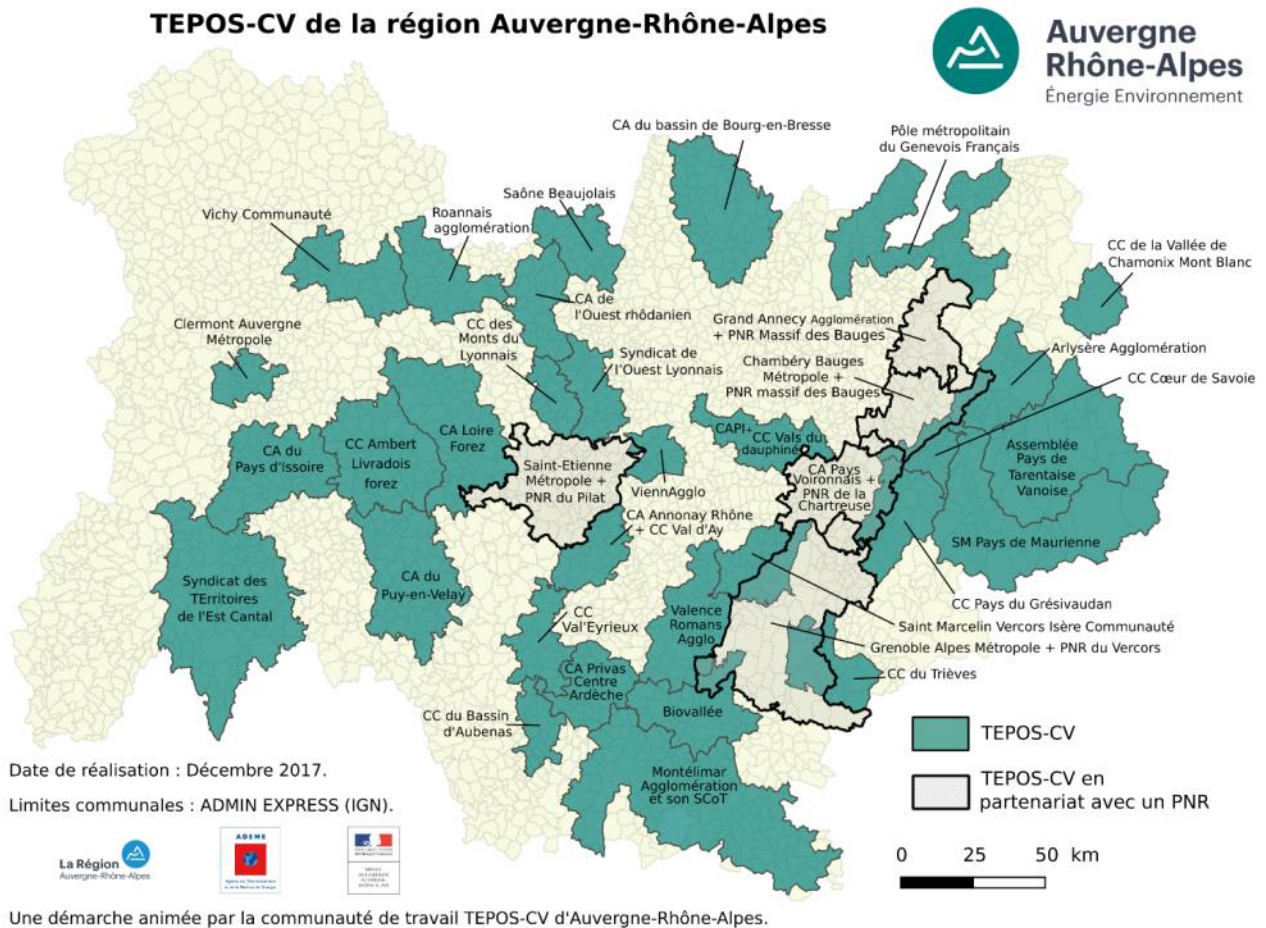 TEPOS-CV de la région Auvergne-Rhône-Alpes
Auvergne
Rhône-Alpes
Énergie Environnement
CA du bassin de Bourg-en-Bresse
Pôle métropolitain
du Genevois Français
Saône Beaujolais
Vichy Communauté
Roannais
agglomération
CC de la Vallée de
Chamonix Mont Blanc
CA de
l'Ouest rhôdanien
Clermont Auvergne
Métropole
CC des
Monts du
Lyonnais
Grand Annecy Agglomération
+ PNR Massif des Bauges
Syndicat de
l'Ouest Lyonnais
Chambéry Bauges
Métropole +
PNR massif des Bauges
Arlysère Agglomération
CC Cœur de Savoie
CA du
Pays d'Issoire
CC Ambert
Livradois
forez
CA Loire
Forez
CAPI+
CC Vals du
dauphiné
Assemblée
Pays de
Tarentaise
Vanoise
Saint-Etienne
Métropole +
PNR du Pilat
ViennAgglo
CA Pays
Voironnais +
PNR de la
Chartreuse
CA Annonay Rhône
+ CC Val d'Ay
SM Pays de Maurienne
Syndicat des
TErritoires
de l'Est Cantal
CA du
Puy-en-Velay
CC
Val'Eyrieux
Valence
Romans
Agglo
CC Pays du Grésivaudan
Saint Marcelin Vercors Isère Communauté
Grenoble Alpes Métropole + PNR du Vercors
CC du Trièves
CA Privas
Centre
Ardèche
CC du Bassin
d'Aubenas
Biovallée
Montélimar
Agglomération
et son SCoT
TEPOS-CV
TEPOS-CV en
partenariat avec un PNR
0 25 50 km
Date de réalisation : Décembre 2017.
Limites communales : ADMIN EXPRESS (IGN).
La Région
Auvergne-Rhône-Alpes
ADEME
Une démarche animée par la communauté de travail TEPOS-CV d'Auvergne-Rhône-Alpes.